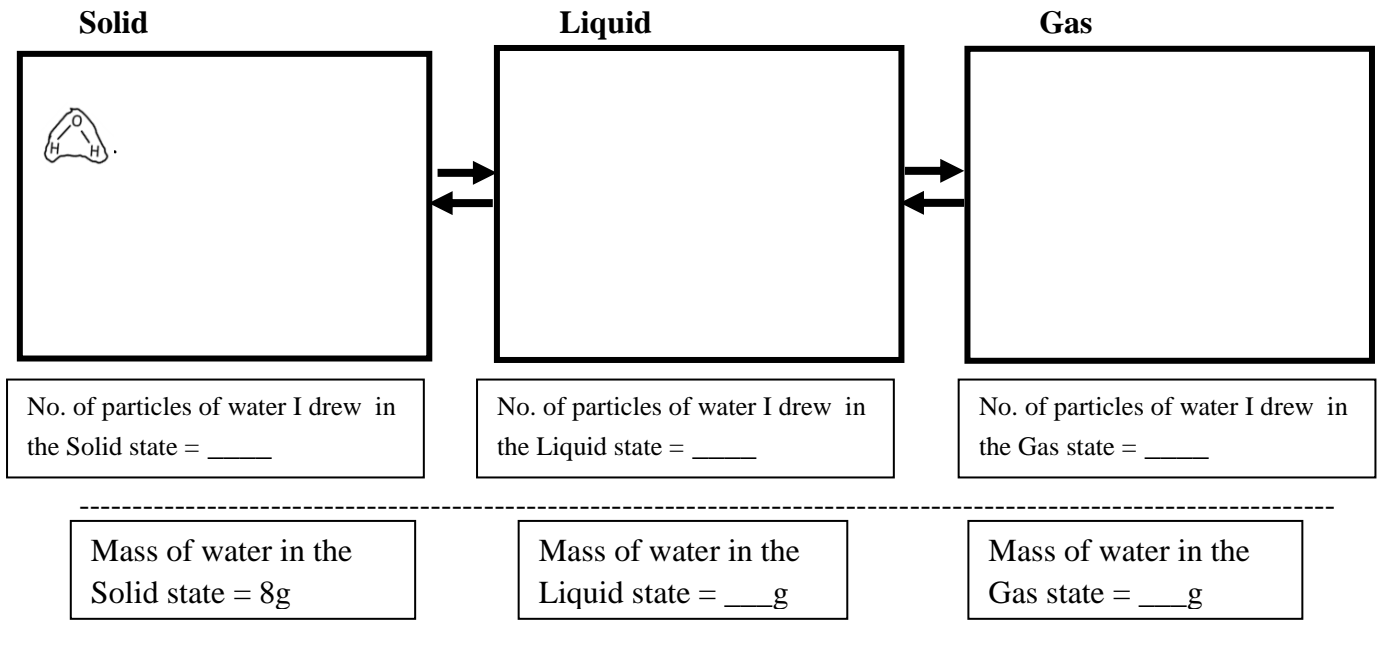 Solid
Liquid
Gas
O
H H .
No. of particles of water I drew in
the Solid state = _____
No. of particles of water I drew in
the Liquid state = _____
No. of particles of water I drew in
the Gas state = _____
--------------------------------------------------------------------------------------------------------------
Mass of water in the
Solid state = 8g
Mass of water in the
Liquid state = ___g
Mass of water in the
Gas state = ___g